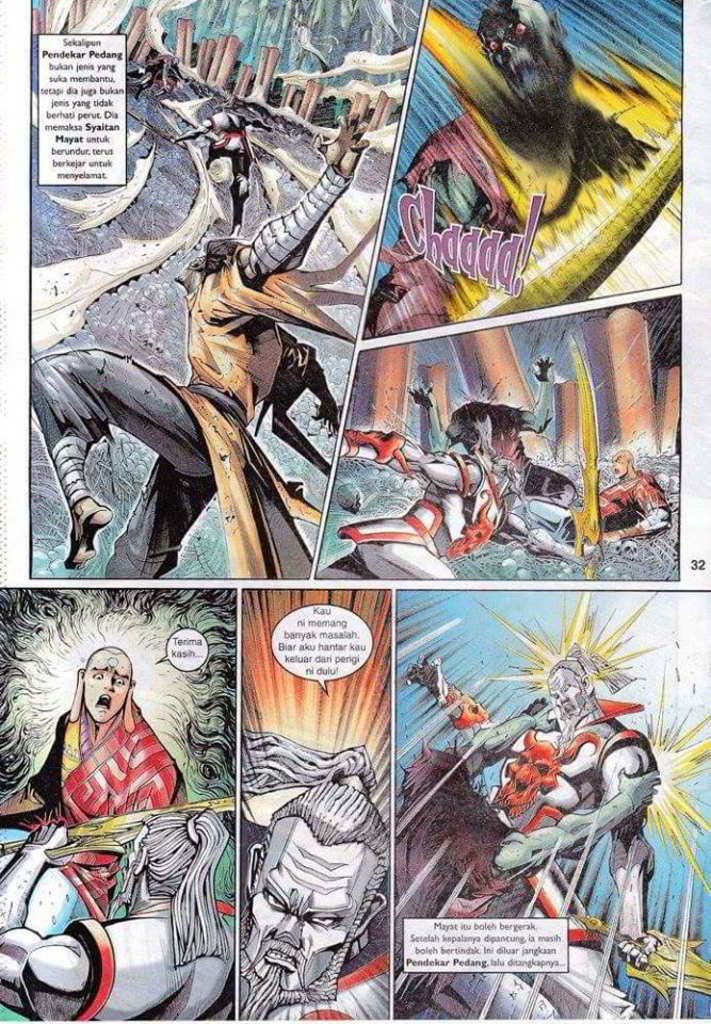 Sekalipun
Pendekar Pedang
bukan jenis yang
suka membantu,
tetapi dia juga bukan
jenis yang tidak
berhati perut. Dia
memaksa Syaitan
Mayat untuk
berundur, terus
berkejar untuk
menyelamat.
Chaaaa!
32
Terima
kasih...
Kau
ni memang
banyak masalah.
Biar aku hantar kau
keluar dari perigi
ni dulu!
Mayat itu boleh bergerak.
Setelah kepalanya dipancung, ia masih
boleh bertindak. Ini diluar jangkaan
Pendekar Pedang, lalu ditangkapnya...